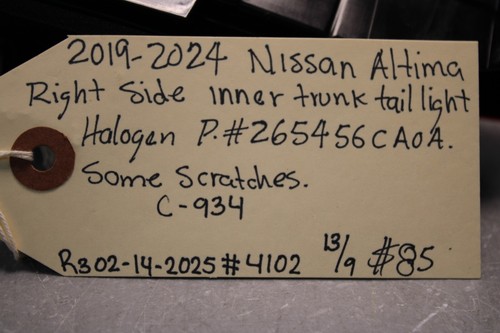 2019-2024 Nissan Altima
Right Side inner trunk tail light
Halogen P.#265456CA0A.
Some Scratches.
C-934
R302-14-2025#4102 13/9 $85